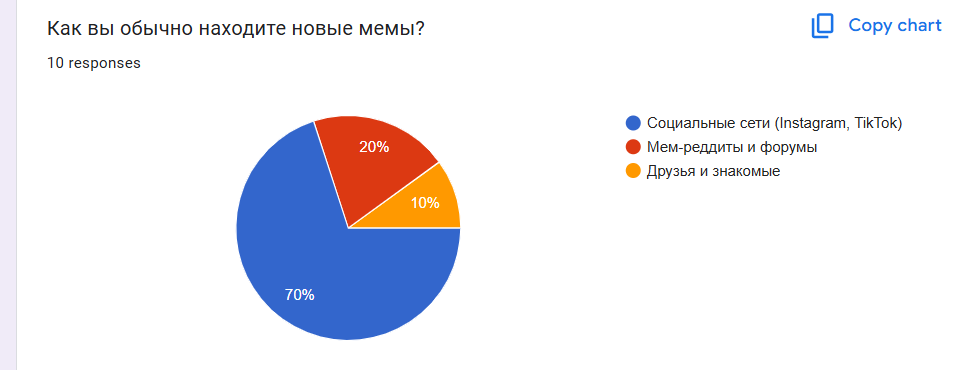 Как вы обычно находите новые мемы?
Copy chart
10 responses
Социальные сети (Instagram, TikTok)
Мем-реддиты и форумы
Друзья и знакомые
20%
10%
70%